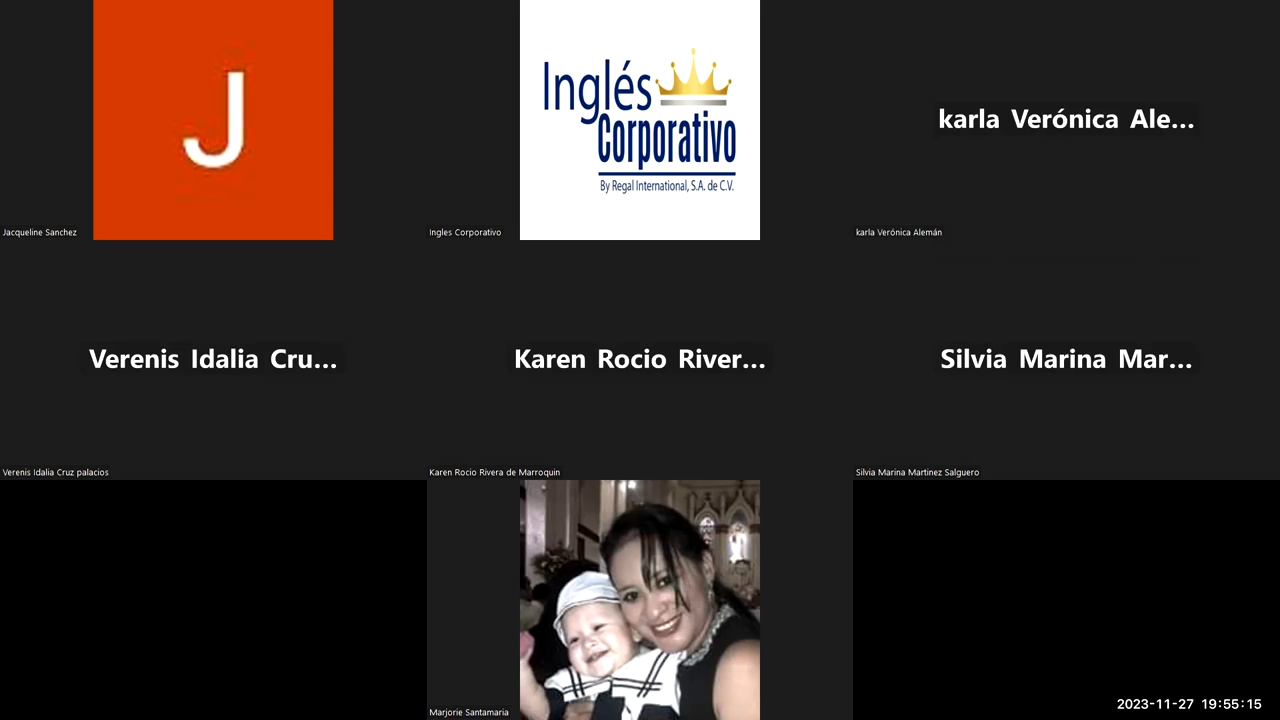 J
Inglés
Corporativo
By Regal International, S.A. de C.V.
karla Verónica Ale...
Jacqueline Sanchez
Ingles Corporativo
karla Verónica Alemán
Verenis Idalia Cru...
Karen Rocio River...
Silvia Marina Mar...
Verenis Idalia Cruz palacios
Karen Rocio Rivera de Marroquin
Silvia Marina Martinez Salguero
Marjorie Santamaria
2023-11-27 19:55:15